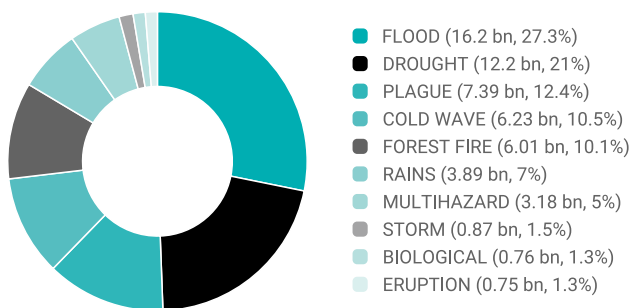 FLOOD (16.2 bn, 27.3%)
DROUGHT (12.2 bn, 21%)
PLAGUE (7.39 bn, 12.4%)
COLD WAVE (6.23 bn, 10.5%)
FOREST FIRE (6.01 bn, 10.1%)
RAINS (3.89 bn, 7%)
MULTIHAZARD (3.18 bn, 5%)
STORM (0.87 bn, 1.5%)
BIOLOGICAL (0.76 bn, 1.3%)
ERUPTION (0.75 bn, 1.3%)